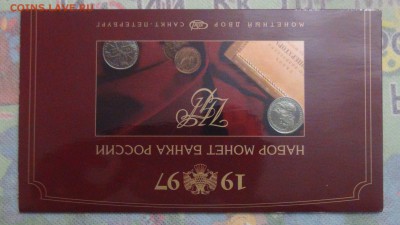 COINS.LAVE.RU
19 97
НАБОР МОНЕТ БАНКА РОССИИ
МОНЕТНЫЙ ДВОР САНКТ-ПЕТЕРБУРГ